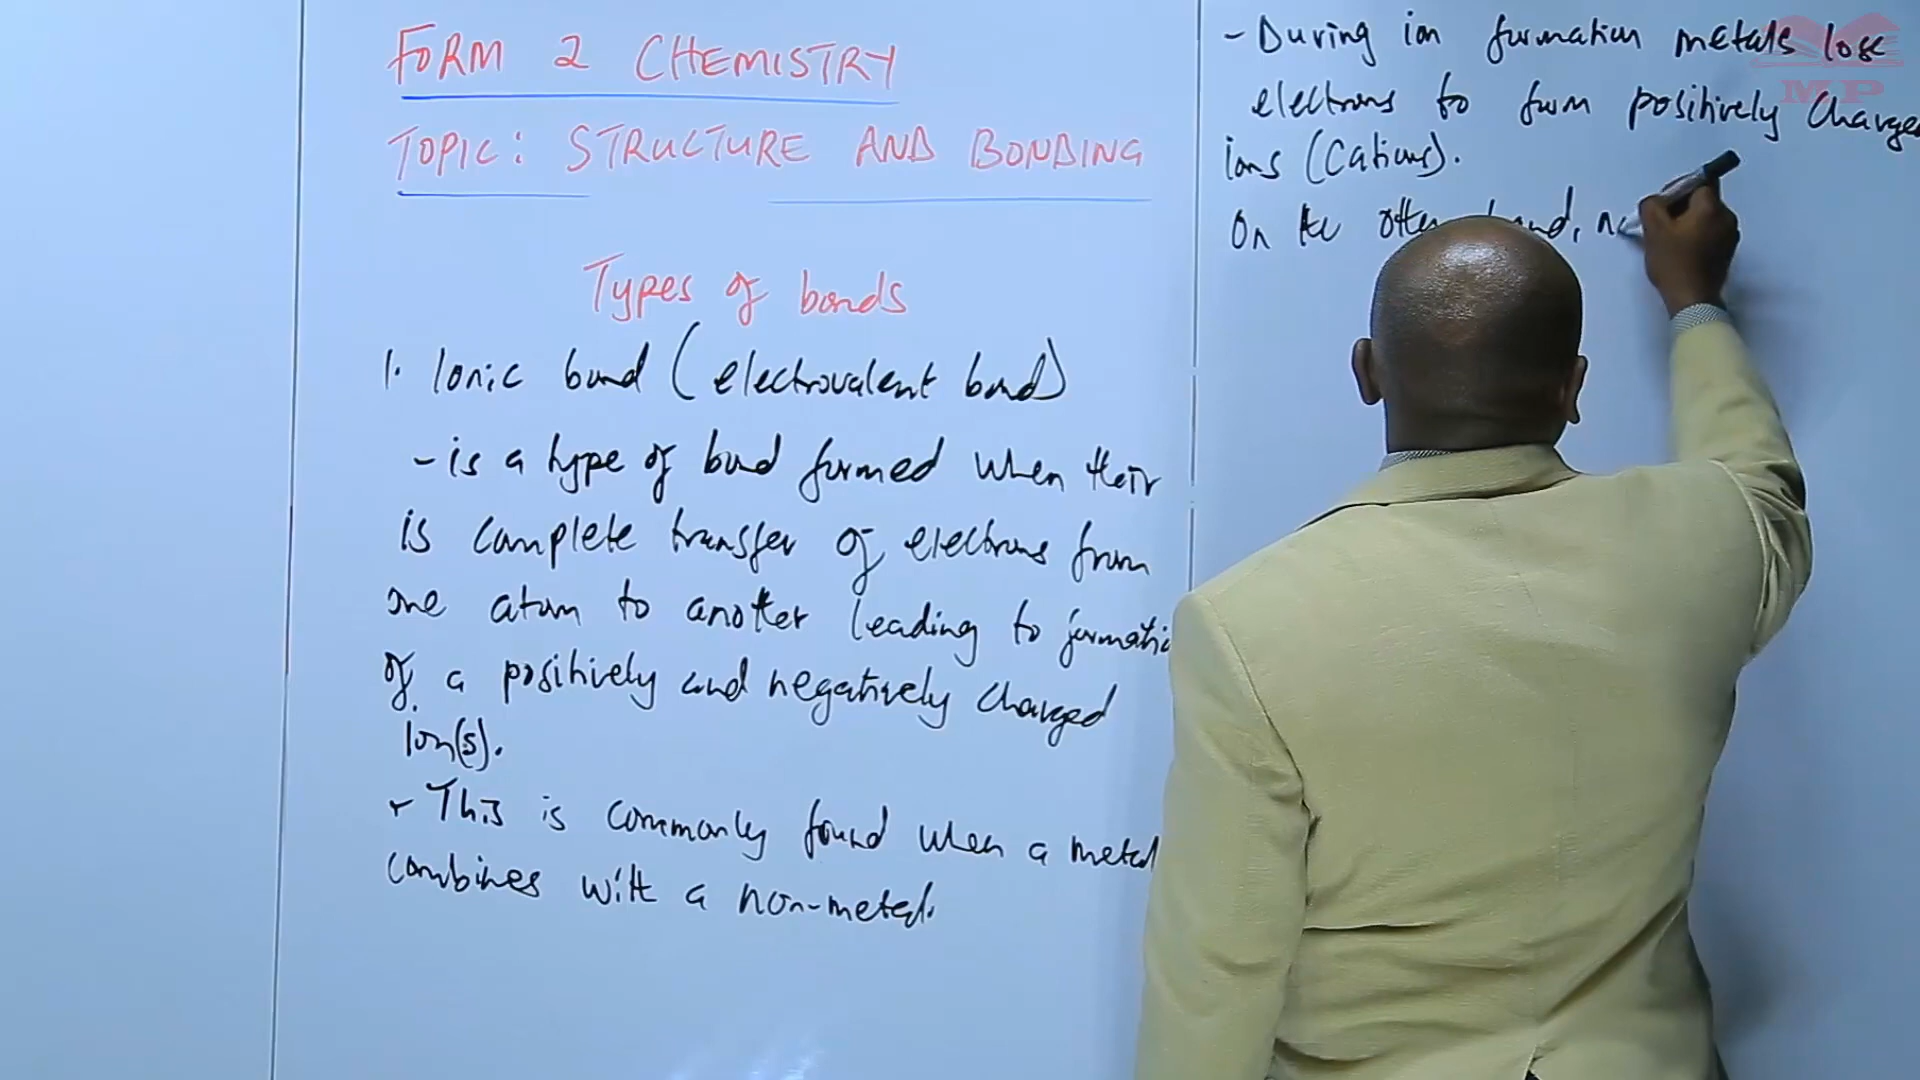 FORM 2 CHEMISTRY
TOPIC: STRUCTURE AND BONDING
Types of bonds
1. Ionic bond (electrovalent bond)
- is a type of bond formed when their
is complete transfer of electrons from
one atom to another leading to formatio
of a positively and negatively charged
Ion(s).
- This is commonly found when a metal
combines with a non-metal.
- During ion formation metals lose
electrons to form positively charged
ions (Cations).
On the other hand, no
MP